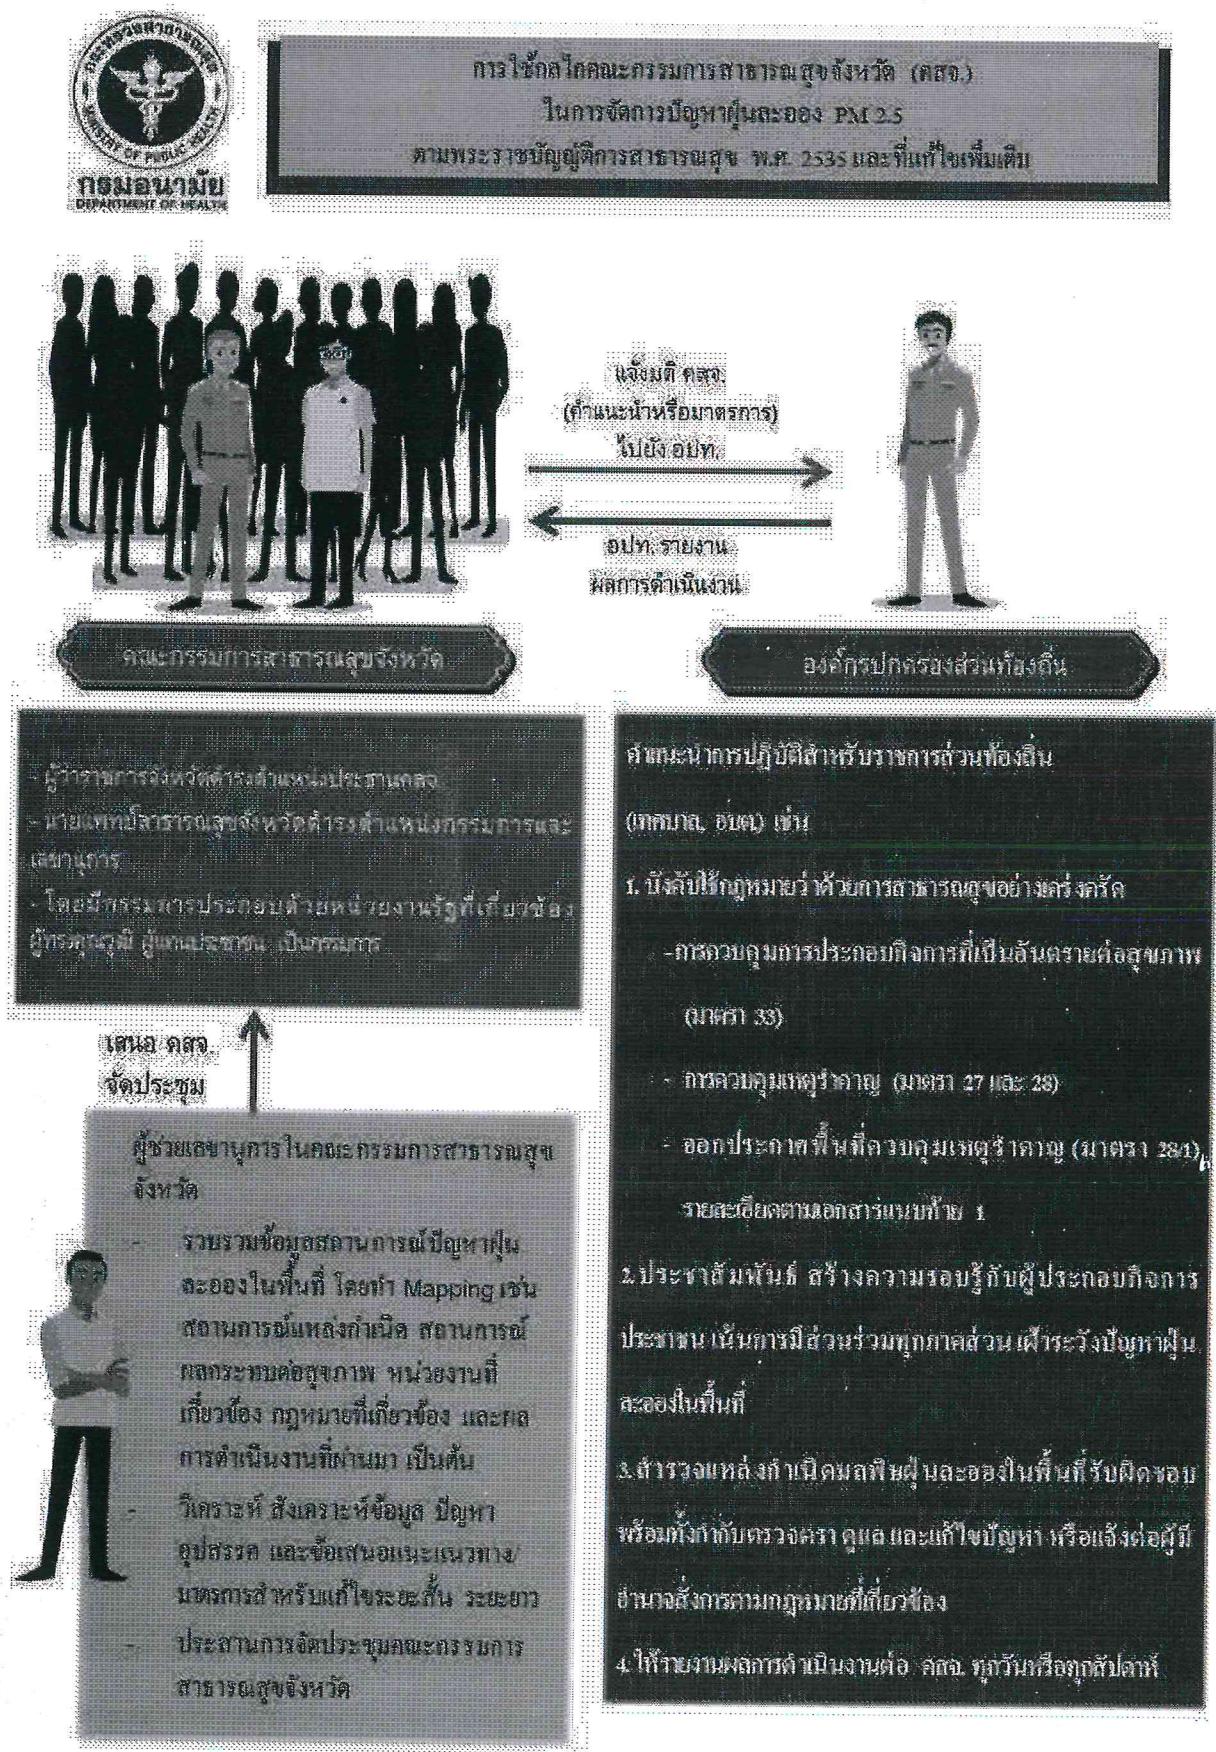 กระทรวงสาธารณสุข
MINISTRY OF PUBLIC HEALTH
กรมอนามัย
DEPARTMENT OF HEALTH
การใช้กลไกคณะกรรมการสาธารณสุขจังหวัด (คสจ.)
ในการจัดการปัญหาฝุ่นละออง PM 2.5
ตามพระราชบัญญัติการสาธารณสุข พ.ศ. 2535 และที่แก้ไขเพิ่มเติม
แจ้งมติ คสจ.
(คำแนะนำหรือมาตรการ)
ไปยัง อปท.
อปท. รายงาน
ผลการดำเนินงาน
คณะกรรมการสาธารณสุขจังหวัด
- ผู้ว่าราชการจังหวัดดำรงตำแหน่งประธานคสจ.
- นายแพทย์สาธารณสุขจังหวัดดำรงตำแหน่งกรรมการและ
เลขานุการ
- โดยมีกรรมการประกอบด้วยหน่วยงานรัฐที่เกี่ยวข้อง
ผู้ทรงคุณวุฒิ ผู้แทนประชาชน เป็นกรรมการ
เสนอ คสจ.
จัดประชุม
ผู้ช่วยเลขานุการในคณะกรรมการสาธารณสุข
จังหวัด
- รวบรวมข้อมูลสถานการณ์ปัญหาฝุ่น
ละอองในพื้นที่ โดยทำ Mapping เช่น
สถานการณ์แหล่งกำเนิด สถานการณ์
ผลกระทบต่อสุขภาพ หน่วยงานที่
เกี่ยวข้อง กฎหมายที่เกี่ยวข้อง และผล
การดำเนินงานที่ผ่านมา เป็นต้น
- วิเคราะห์ สังเคราะห์ข้อมูล ปัญหา
อุปสรรค และข้อเสนอแนะแนวทาง/
มาตรการสำหรับแก้ไขระยะสั้น ระยะยาว
- ประสานการจัดประชุมคณะกรรมการ
สาธารณสุขจังหวัด
องค์กรปกครองส่วนท้องถิ่น
คำแนะนำการปฏิบัติสำหรับราชการส่วนท้องถิ่น
(เทศบาล, อบต.) เช่น
1. บังคับใช้กฎหมายว่าด้วยการสาธารณสุขอย่างเคร่งครัด
-การควบคุมการประกอบกิจการที่เป็นอันตรายต่อสุขภาพ
(มาตรา 33)
- การควบคุมเหตุรำคาญ (มาตรา 27 และ 28)
- ออกประกาศพื้นที่ควบคุมเหตุรำคาญ (มาตรา 28/1)
รายละเอียดตามเอกสารแนบท้าย 1
2. ประชาสัมพันธ์ สร้างความรอบรู้กับผู้ประกอบกิจการ
ประชาชน เน้นการมีส่วนร่วมทุกภาคส่วน เฝ้าระวังปัญหาฝุ่น
ละอองในพื้นที่
3. สำรวจแหล่งกำเนิดมลพิษฝุ่นละอองในพื้นที่รับผิดชอบ
พร้อมทั้งกำกับตรวจตรา ดูแล และแก้ไขปัญหา หรือแจ้งต่อผู้มี
อำนาจสั่งการตามกฎหมายที่เกี่ยวข้อง
4. ให้รายงานผลการดำเนินงานต่อ คสจ. ทุกวันหรือทุกสัปดาห์